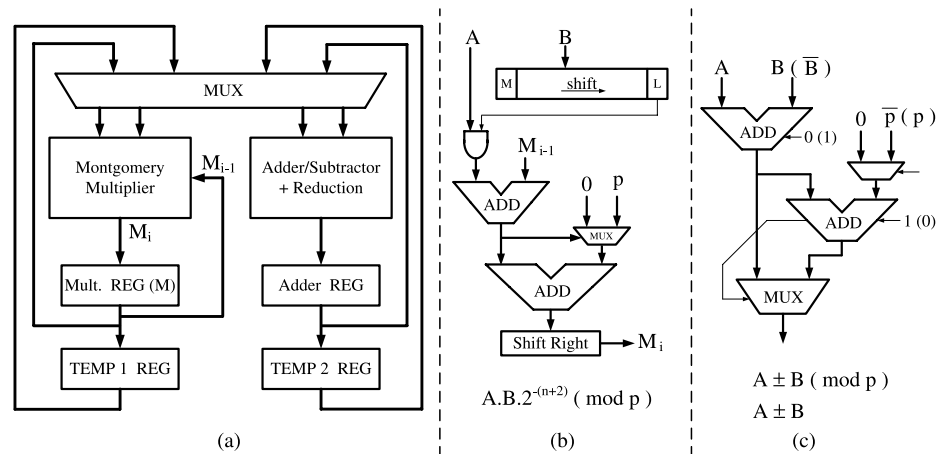 MUX
Montgomery
Multiplier
M i-1
Adder/Subtractor
+ Reduction
M i
Mult. REG (M)
Adder REG
TEMP 1 REG
TEMP 2 REG
(a)
A
B
M
shift
L
M i-1
ADD
0
p
MUX
ADD
Shift Right
M i
A.B.2^-(n+2) ( mod p )
(b)
A
B ( B̅ )
ADD
0 (1)
0
p̅ ( p )
ADD
1 (0)
MUX
A ± B ( mod p )
A ± B
(c)